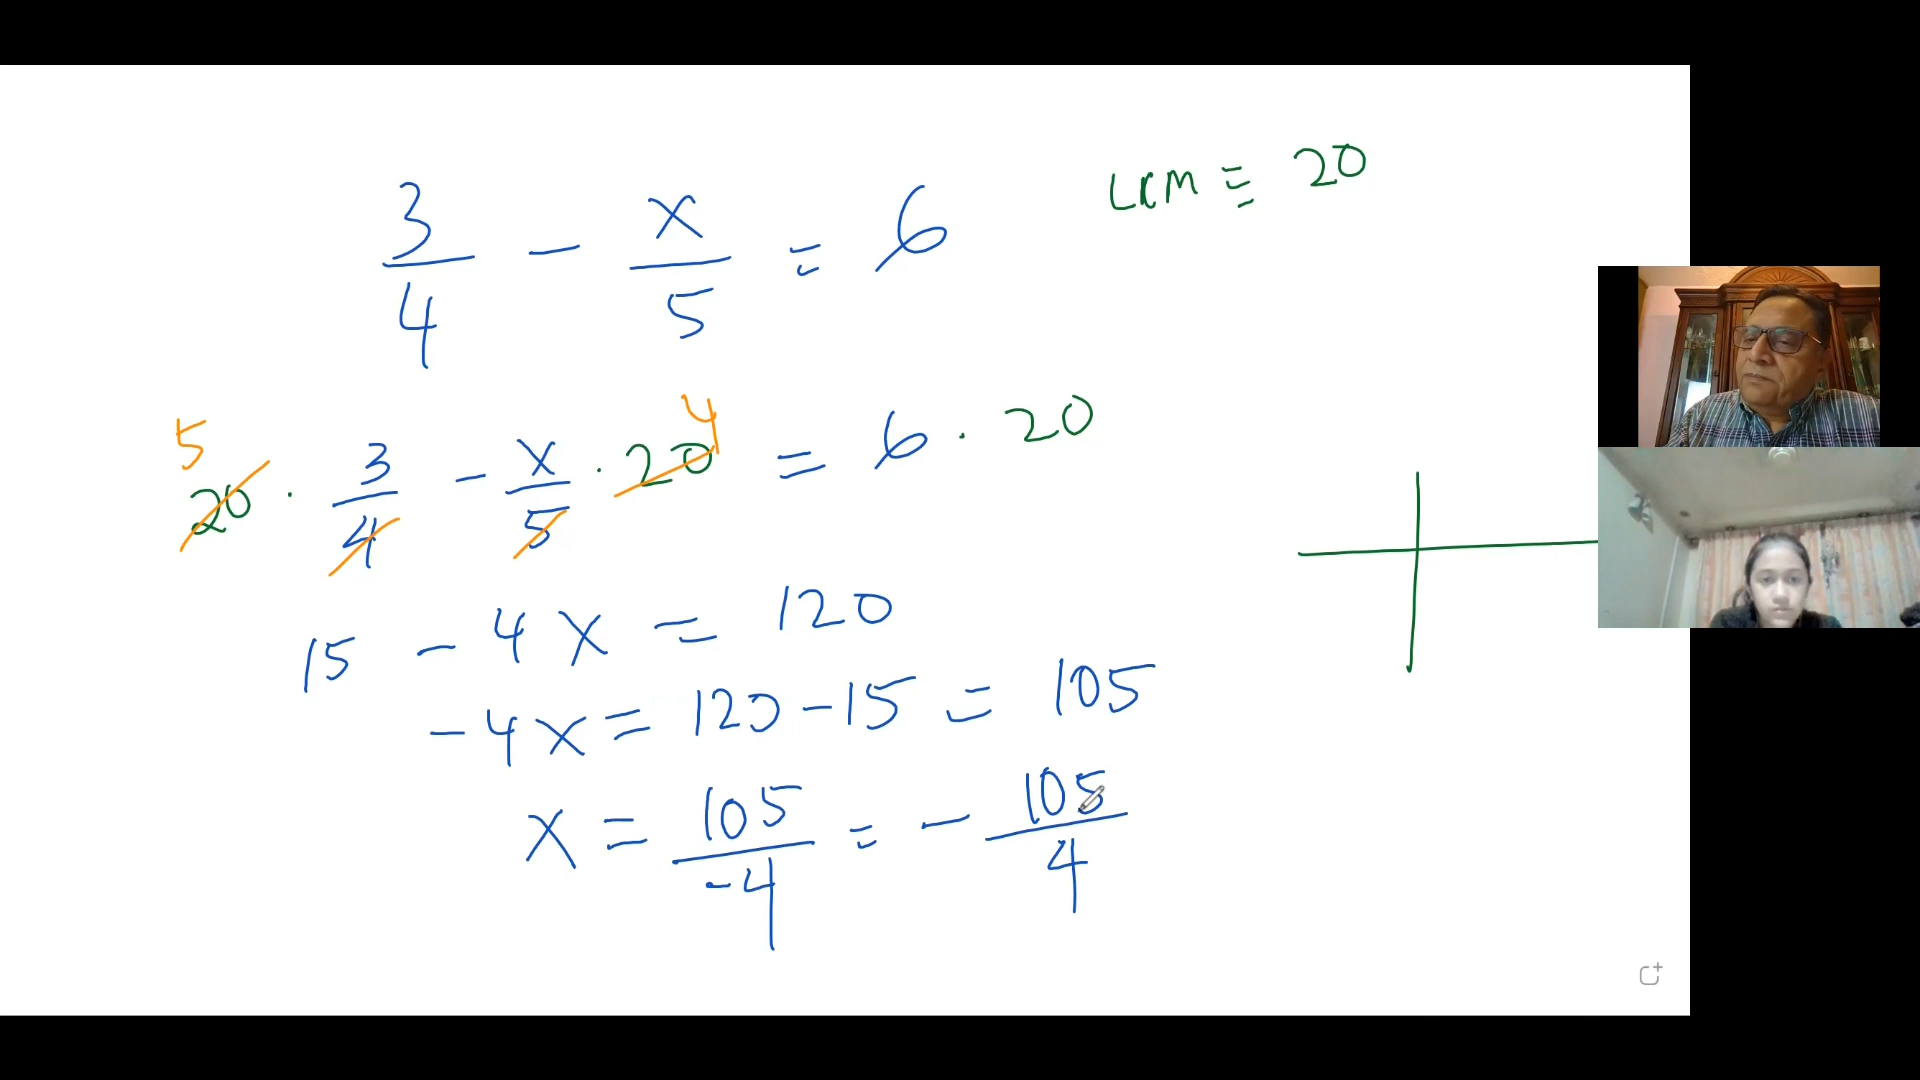 3/4 - x/5 = 6
LCM = 20
5 4
20 · 3/4 - x/5 · 20 = 6 · 20
15 - 4x = 120
-4x = 120 - 15 = 105
x = 105/-4 = - 105/4